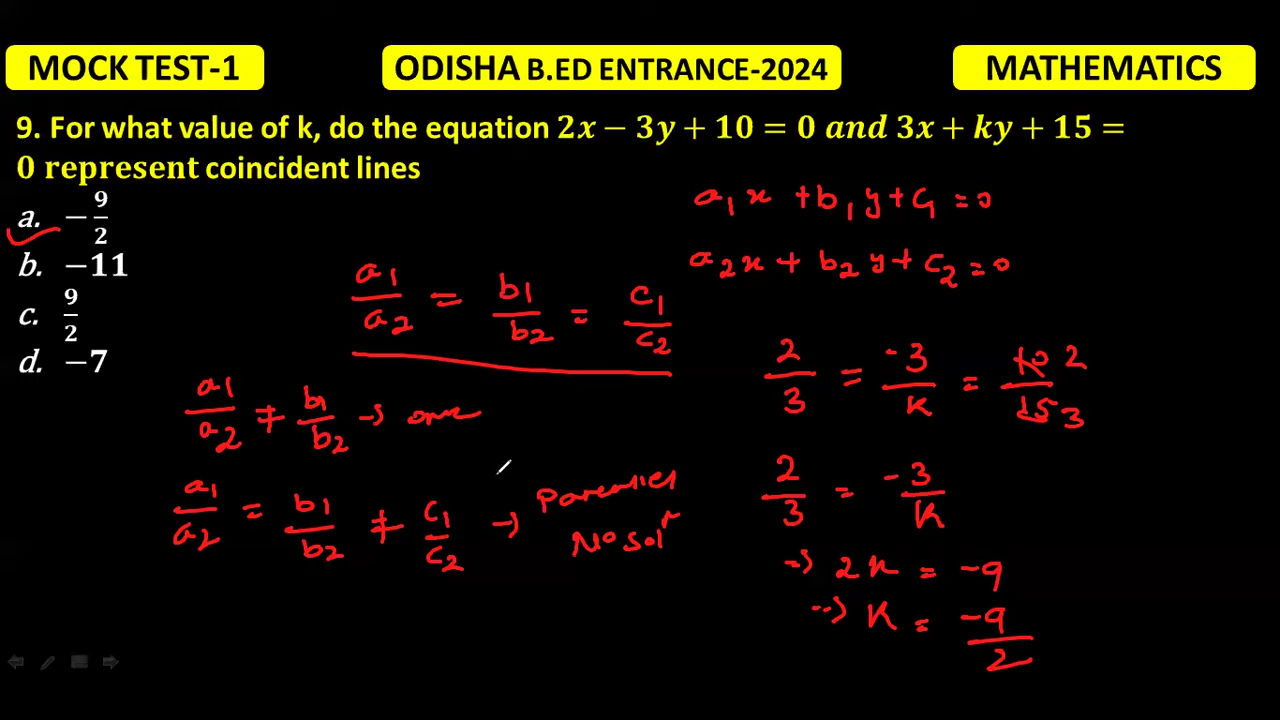 MOCK TEST-1
ODISHA B.ED ENTRANCE-2024
MATHEMATICS
9. For what value of k, do the equation 2x − 3y + 10 = 0 and 3x + ky + 15 =
0 represent coincident lines
a. −9/2
b. −11
c. 9/2
d. −7
a₁x + b₁y + c₁ = 0
a₂x + b₂y + c₂ = 0
a₁/a₂ = b₁/b₂ = c₁/c₂
a₁/a₂ ≠ b₁/b₂ → one
a₁/a₂ = b₁/b₂ ≠ c₁/c₂ →
No solⁿ
2/3 = -3/k = 10/15 2/3
2/3 = -3/k
⇒ 2k = -9
⇒ k = -9/2